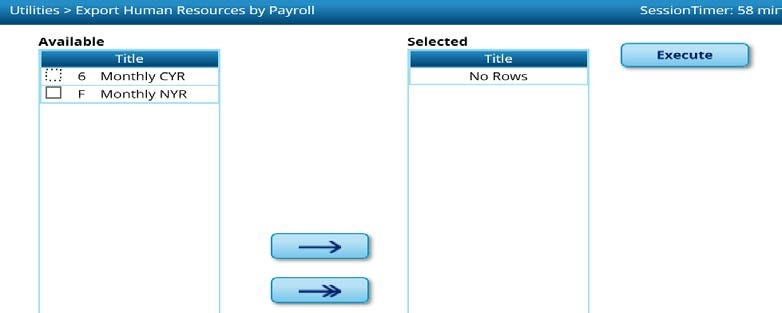 Utilities > Export Human Resources by Payroll SessionTimer: 58 min
Available Selected
Title Title Execute
6 Monthly CYR No Rows
F Monthly NYR